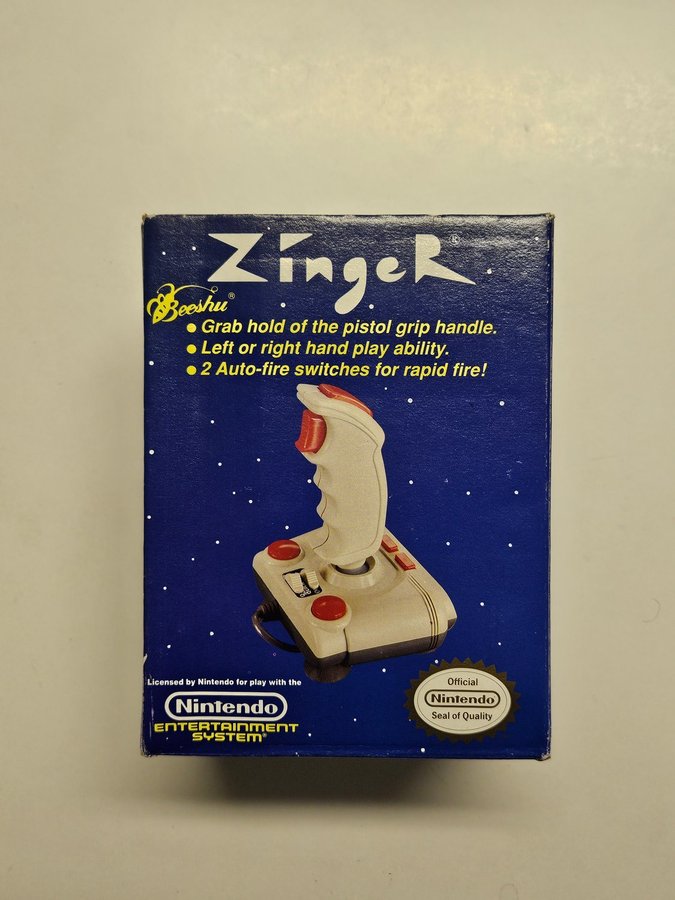 ZingeR®
Beeshu®
• Grab hold of the pistol grip handle.
• Left or right hand play ability.
• 2 Auto-fire switches for rapid fire!
Licensed by Nintendo for play with the
Nintendo
ENTERTAINMENT
SYSTEM®
Official
Nintendo
Seal of Quality